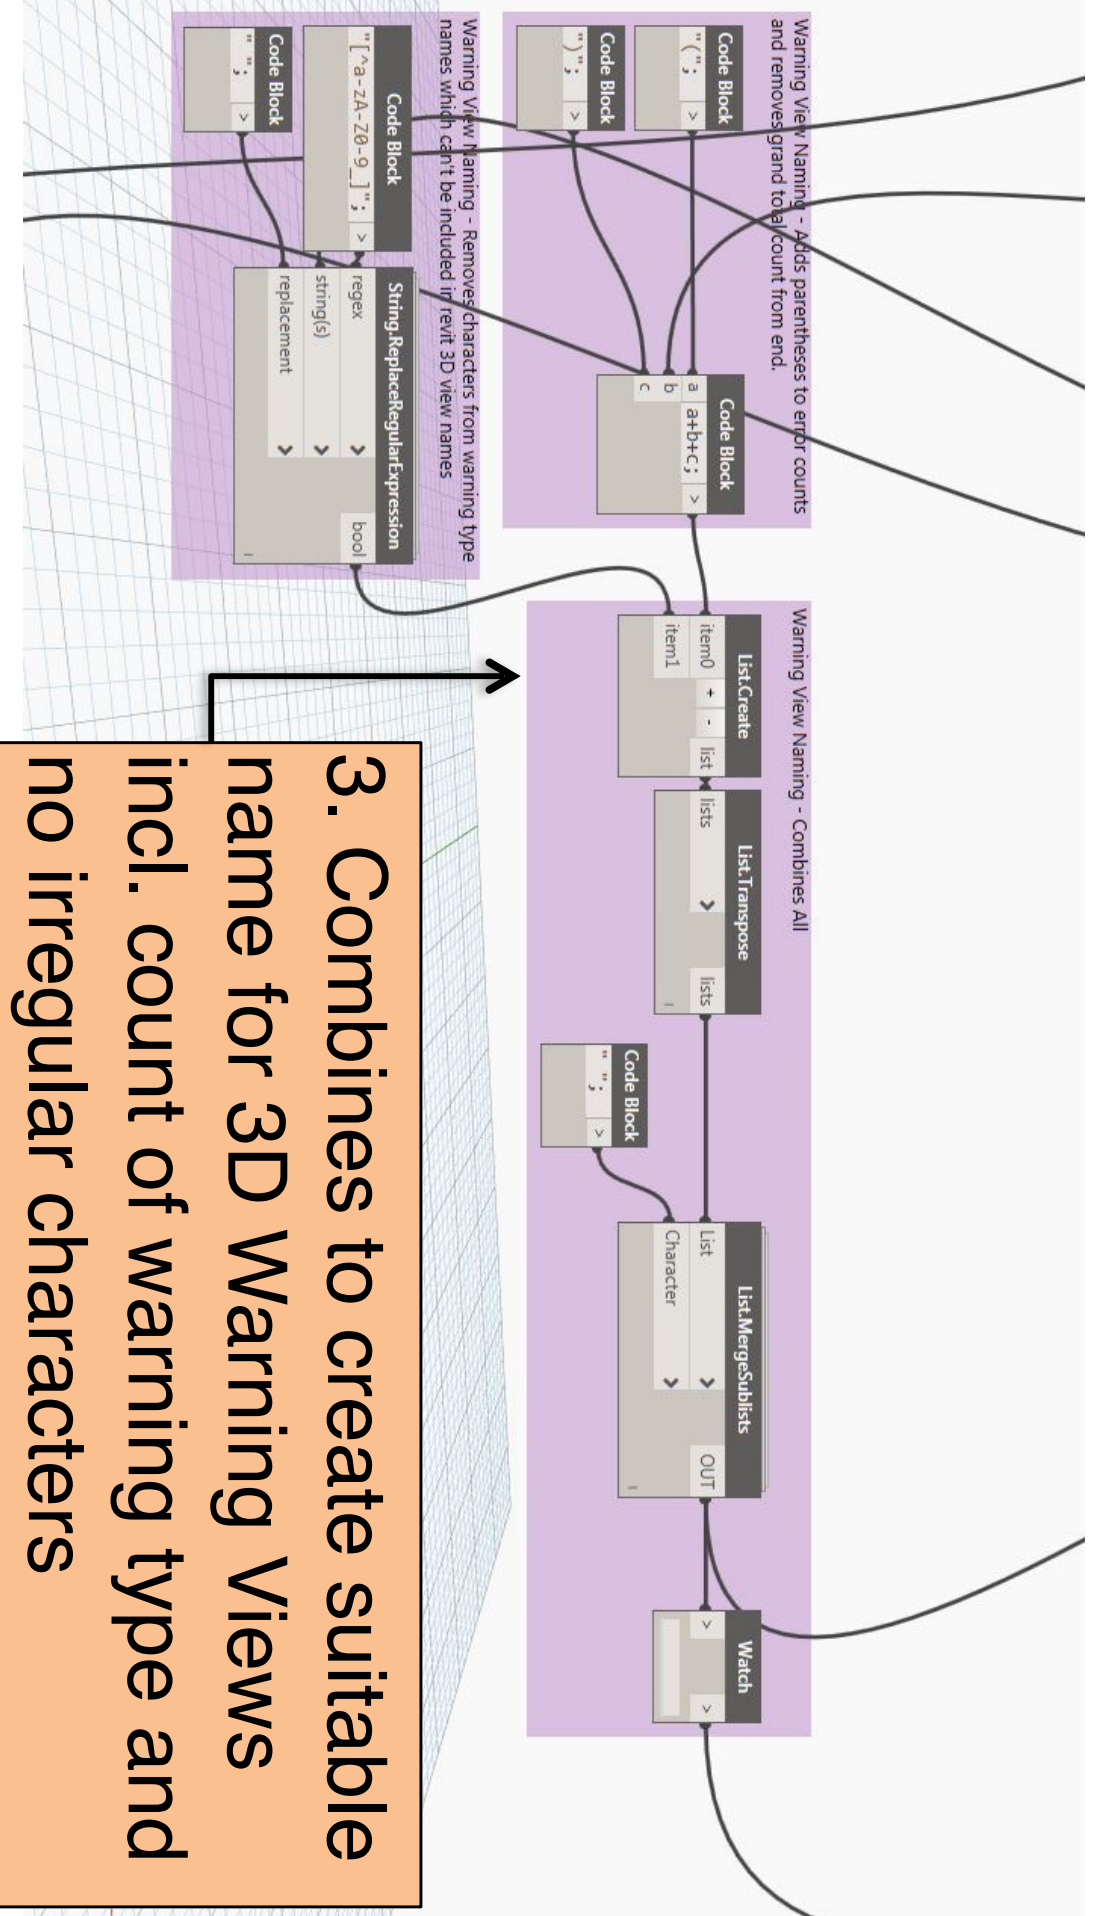 Warning View Naming - Adds parentheses to error counts
and removes grand total count from end.
Code Block
"("; >
Code Block
")"; >
Code Block
a a+b+c; >
b
c
Warning View Naming - Removes characters from warning type
names which can't be included in revit 3D view names
Code Block
"[^a-zA-Z0-9_]"; >
Code Block
" "; >
String.ReplaceRegularExpression
regex
string(s)
replacement
bool
Warning View Naming - Combines All
List.Create
item0 + - list
item1
List.Transpose
lists lists
Code Block
" "; >
List.MergeSublists
List OUT
Character
Watch
> >
3. Combines to create suitable
name for 3D Warning Views
incl. count of warning type and
no irregular characters